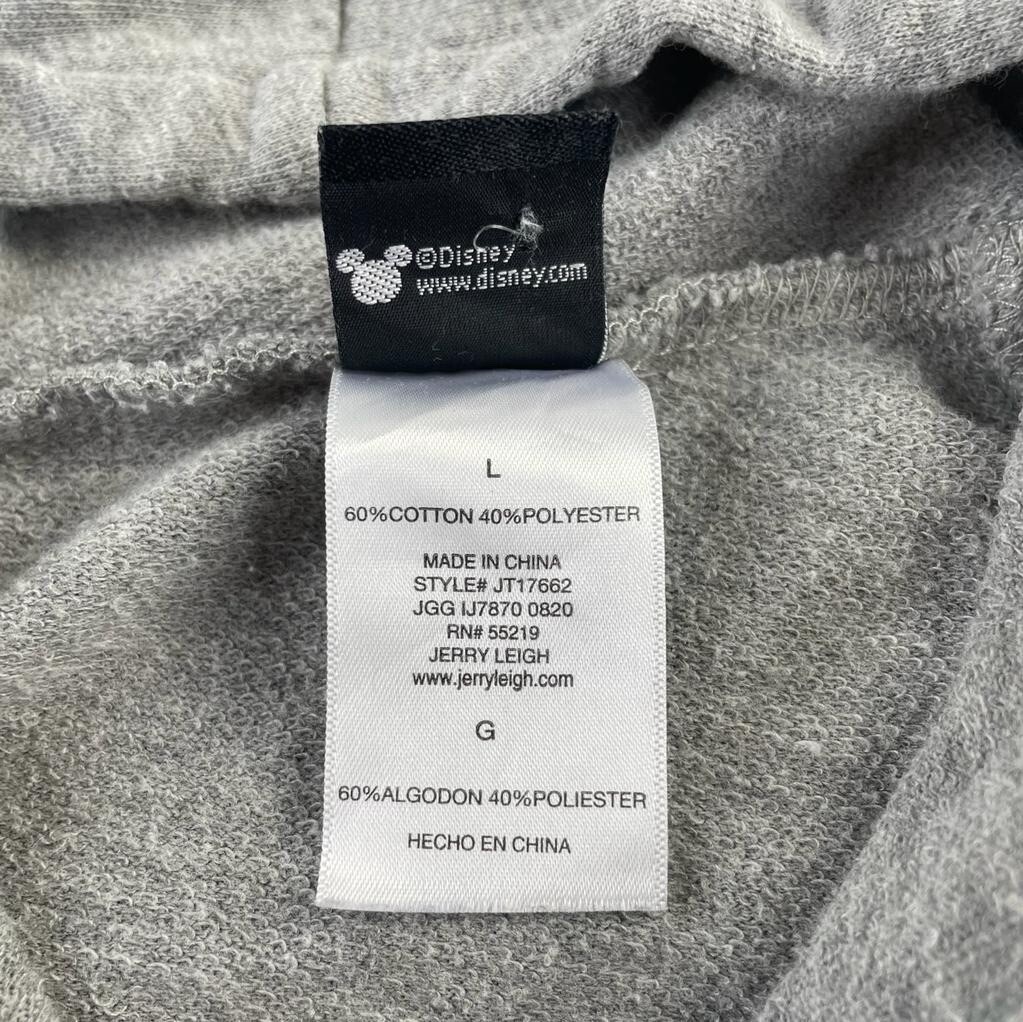 ©Disney
www.disney.com
L
60%COTTON 40%POLYESTER
MADE IN CHINA
STYLE# JT17662
JGG IJ7870 0820
RN# 55219
JERRY LEIGH
www.jerryleigh.com
G
60%ALGODON 40%POLIESTER
HECHO EN CHINA